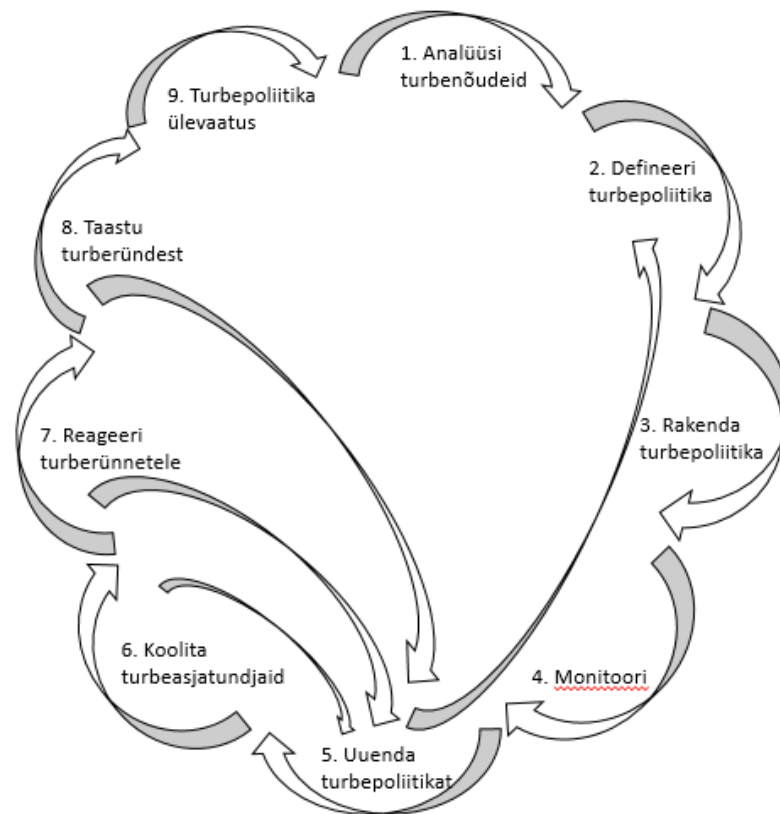 1. Analüüsi
turbenõudeid
2. Defineeri
turbepoliitika
3. Rakenda
turbepoliitika
4. Monitoori
5. Uuenda
turbepoliitikat
6. Koolita
turbeasjatundjaid
7. Reageeri
turberünnetele
8. Taastu
turberündest
9. Turbepoliitika
ülevaatus